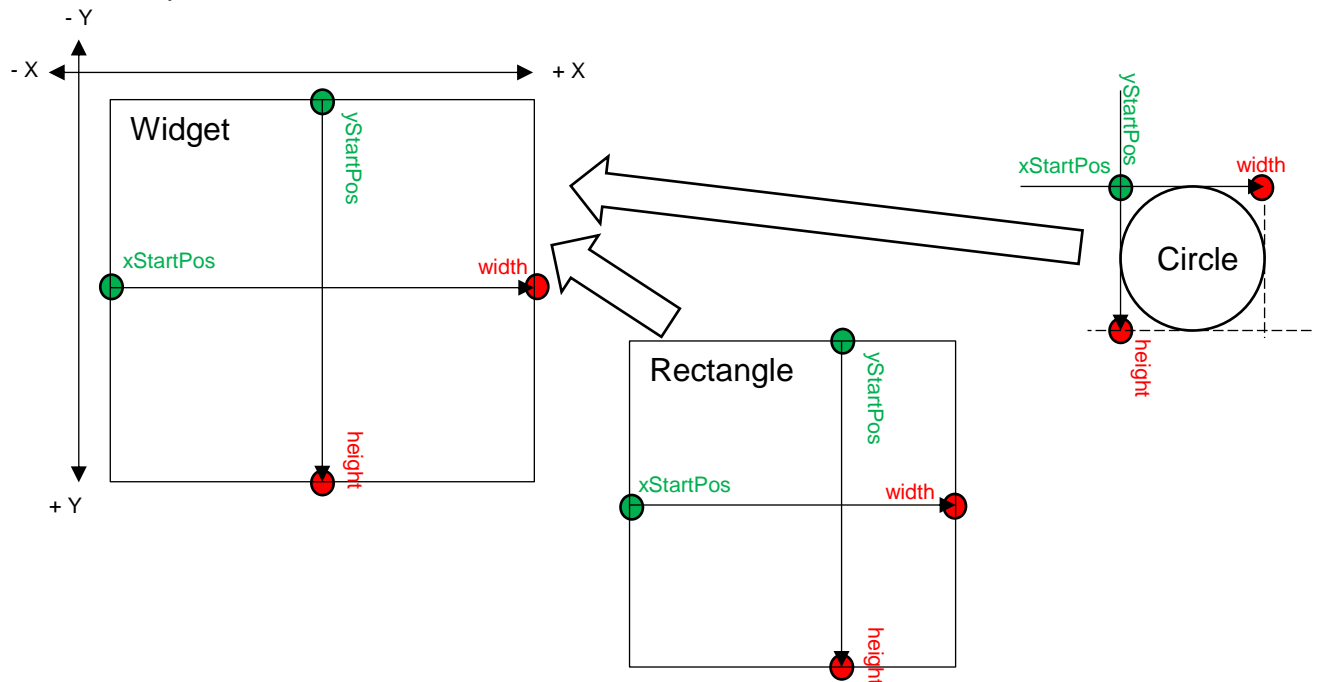 - Y
- X
+ X
Widget
yStartPos
xStartPos
width
height
+ Y
Rectangle
yStartPos
xStartPos
width
height
yStartPos
xStartPos
width
Circle
height